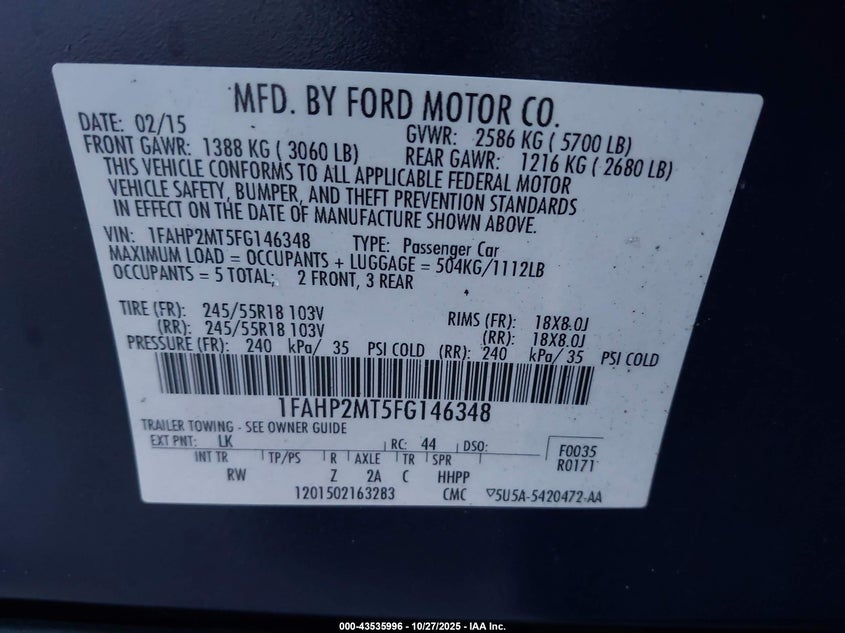 MFD. BY FORD MOTOR CO.
DATE: 02/15 GVWR: 2586 KG ( 5700 LB)
FRONT GAWR: 1388 KG ( 3060 LB) REAR GAWR: 1216 KG ( 2680 LB)
THIS VEHICLE CONFORMS TO ALL APPLICABLE FEDERAL MOTOR
VEHICLE SAFETY, BUMPER, AND THEFT PREVENTION STANDARDS
IN EFFECT ON THE DATE OF MANUFACTURE SHOWN ABOVE.
VIN: 1FAHP2MT5FG146348 TYPE: Passenger Car
MAXIMUM LOAD = OCCUPANTS + LUGGAGE = 504KG/1112LB
OCCUPANTS = 5 TOTAL: 2 FRONT, 3 REAR
TIRE (FR): 245/55R18 103V RIMS (FR): 18X8.0J
(RR): 245/55R18 103V (RR): 18X8.0J
PRESSURE (FR): 240 kPa/ 35 PSI COLD (RR): 240 kPa/ 35 PSI COLD
1FAHP2MT5FG146348
TRAILER TOWING - SEE OWNER GUIDE
EXT PNT: LK RC: 44 DSO: F0035
INT TR TP/PS R AXLE TR SPR R0171
RW Z 2A C HHPP
1201502163283 CMC ▽5U5A-5420472-AA
000-43535996 | 10/27/2025 - IAA Inc.